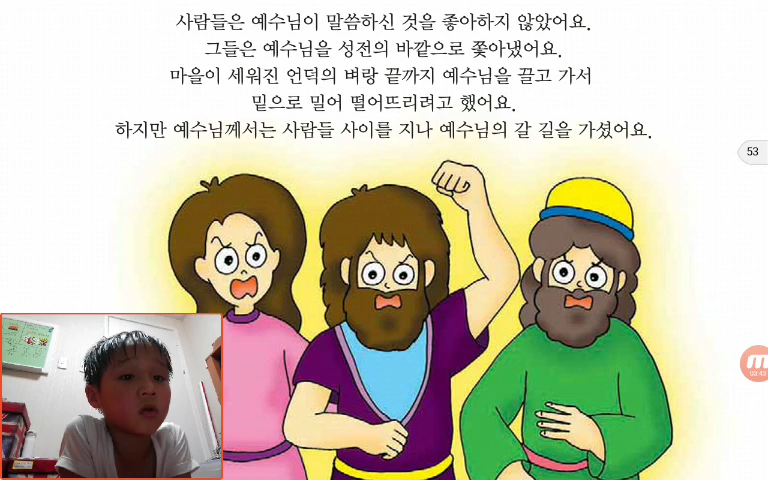 사람들은 예수님이 말씀하신 것을 좋아하지 않았어요.
그들은 예수님을 성전의 바깥으로 쫓아냈어요.
마을이 세워진 언덕의 벼랑 끝까지 예수님을 끌고 가서
밑으로 밀어 떨어뜨리려고 했어요.
하지만 예수님께서는 사람들 사이를 지나 예수님의 갈 길을 가셨어요.
53